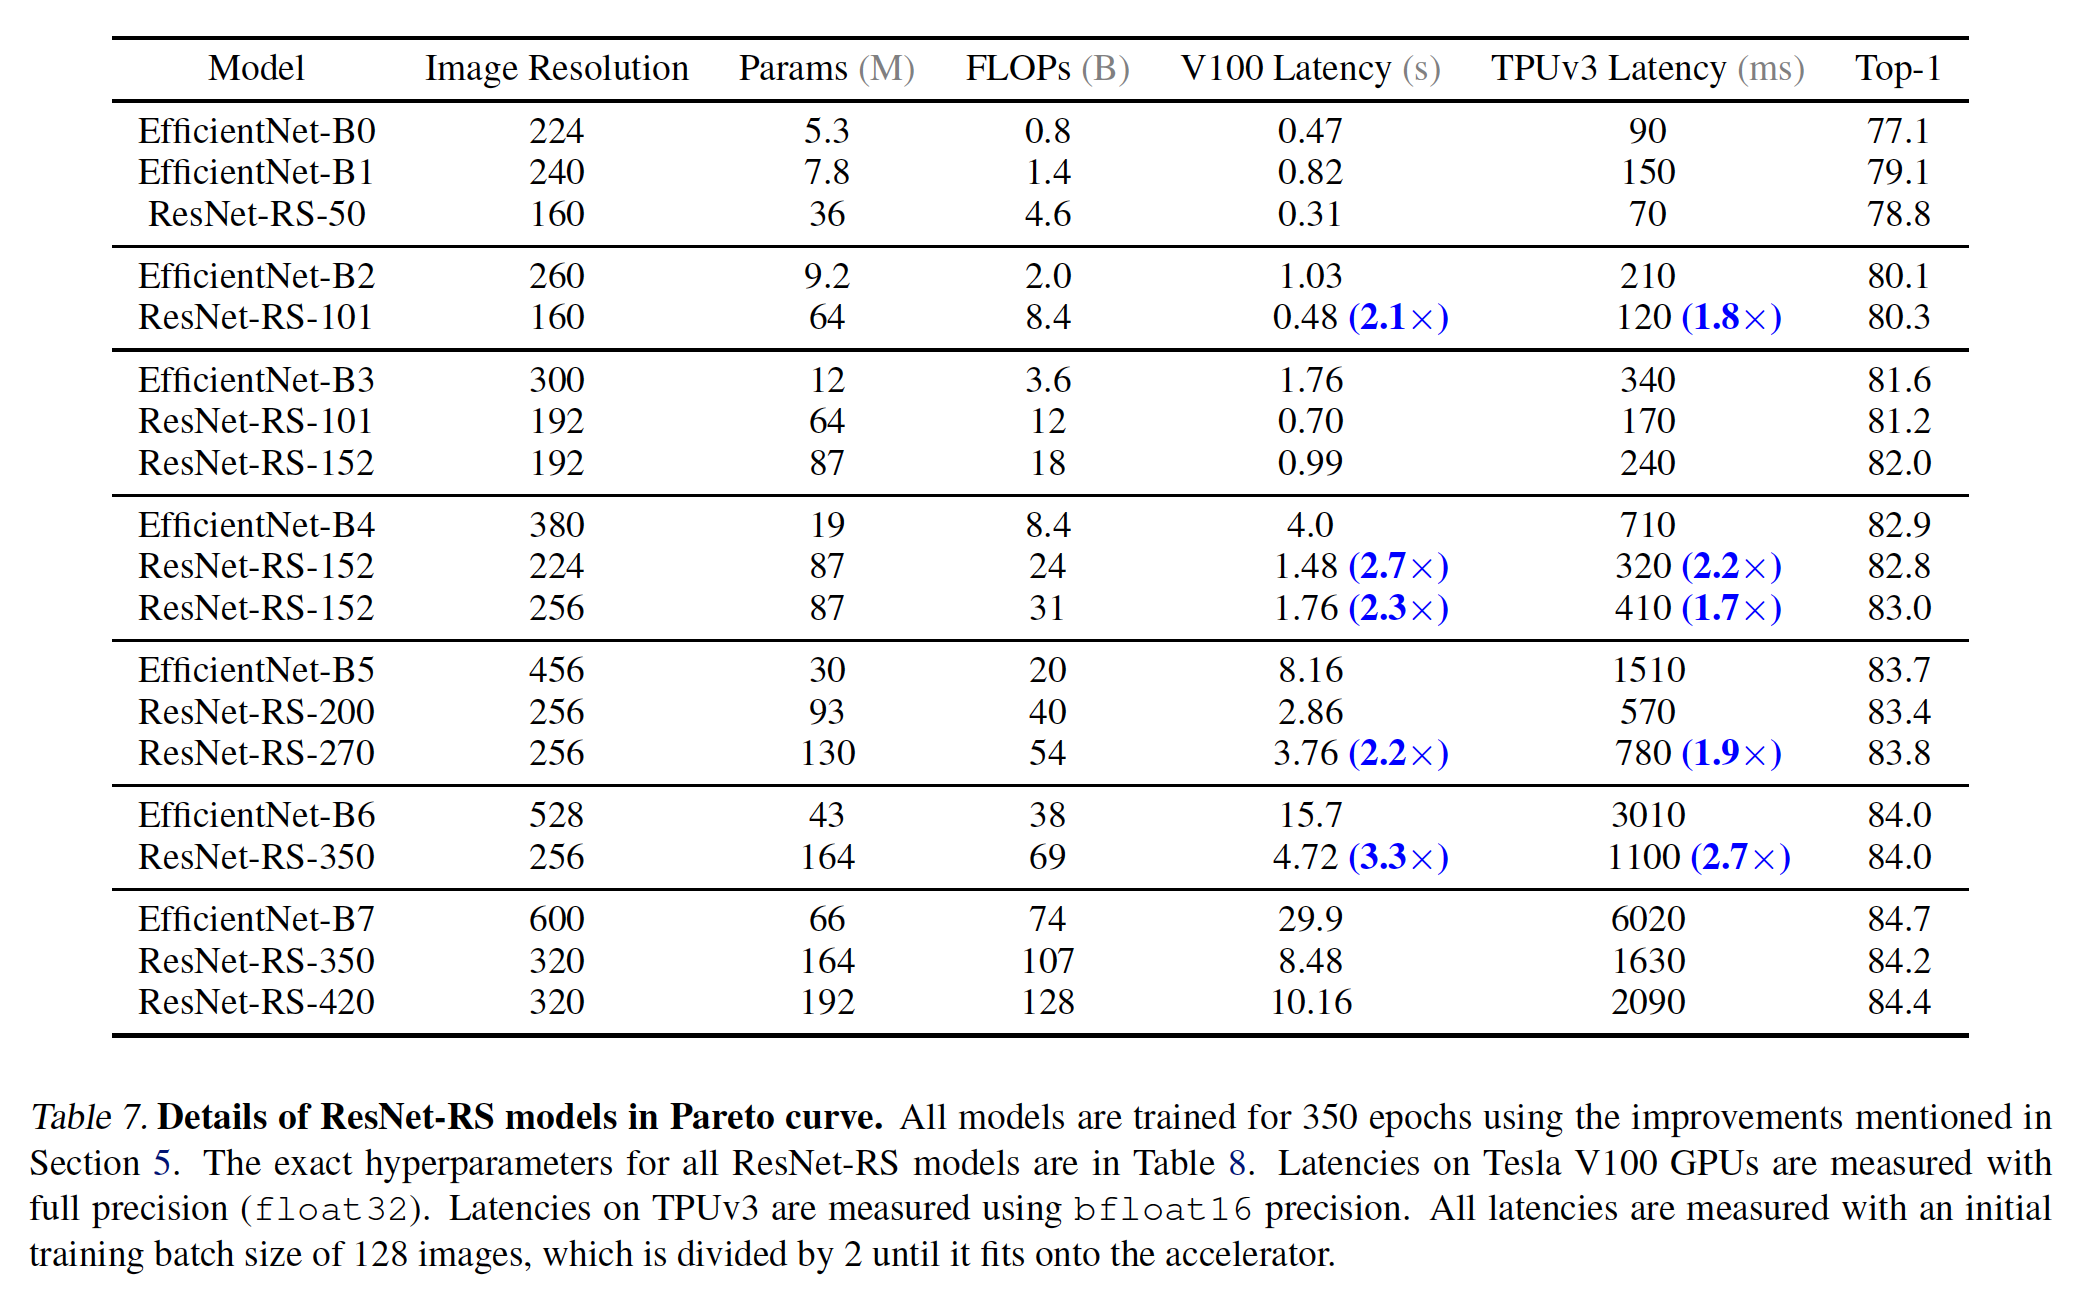 Model Image Resolution Params (M) FLOPs (B) V100 Latency (s) TPUv3 Latency (ms) Top-1
EfficientNet-B0 224 5.3 0.8 0.47 90 77.1
EfficientNet-B1 240 7.8 1.4 0.82 150 79.1
ResNet-RS-50 160 36 4.6 0.31 70 78.8
EfficientNet-B2 260 9.2 2.0 1.03 210 80.1
ResNet-RS-101 160 64 8.4 0.48 (2.1×) 120 (1.8×) 80.3
EfficientNet-B3 300 12 3.6 1.76 340 81.6
ResNet-RS-101 192 64 12 0.70 170 81.2
ResNet-RS-152 192 87 18 0.99 240 82.0
EfficientNet-B4 380 19 8.4 4.0 710 82.9
ResNet-RS-152 224 87 24 1.48 (2.7×) 320 (2.2×) 82.8
ResNet-RS-152 256 87 31 1.76 (2.3×) 410 (1.7×) 83.0
EfficientNet-B5 456 30 20 8.16 1510 83.7
ResNet-RS-200 256 93 40 2.86 570 83.4
ResNet-RS-270 256 130 54 3.76 (2.2×) 780 (1.9×) 83.8
EfficientNet-B6 528 43 38 15.7 3010 84.0
ResNet-RS-350 256 164 69 4.72 (3.3×) 1100 (2.7×) 84.0
EfficientNet-B7 600 66 74 29.9 6020 84.7
ResNet-RS-350 320 164 107 8.48 1630 84.2
ResNet-RS-420 320 192 128 10.16 2090 84.4
Table 7. Details of ResNet-RS models in Pareto curve. All models are trained for 350 epochs using the improvements mentioned in
Section 5. The exact hyperparameters for all ResNet-RS models are in Table 8. Latencies on Tesla V100 GPUs are measured with
full precision (float32). Latencies on TPUv3 are measured using bfloat16 precision. All latencies are measured with an initial
training batch size of 128 images, which is divided by 2 until it fits onto the accelerator.